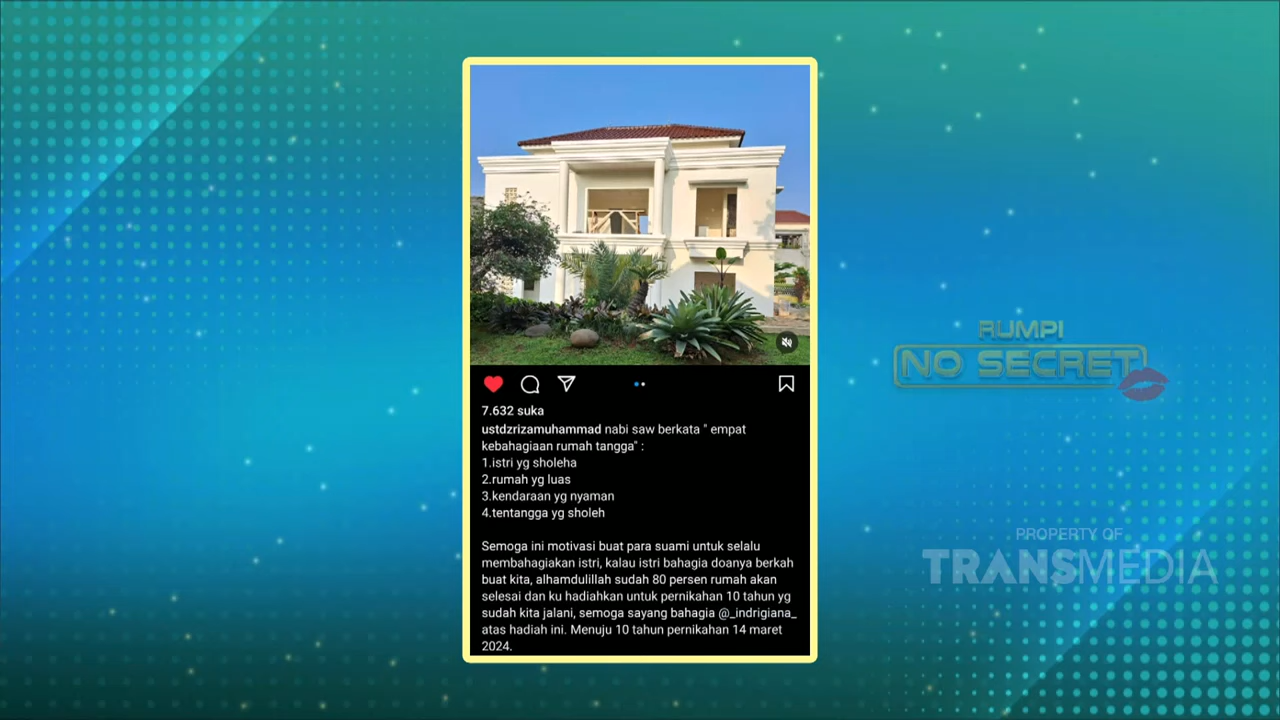 7.632 suka
ustdzrizamuhammad nabi saw berkata " empat
kebahagiaan rumah tangga" :
1.istri yg sholeha
2.rumah yg luas
3.kendaraan yg nyaman
4.tentangga yg sholeh
Semoga ini motivasi buat para suami untuk selalu
membahagiakan istri, kalau istri bahagia doanya berkah
buat kita, alhamdulillah sudah 80 persen rumah akan
selesai dan ku hadiahkan untuk pernikahan 10 tahun yg
sudah kita jalani, semoga sayang bahagia @_indrigiana_
atas hadiah ini. Menuju 10 tahun pernikahan 14 maret
2024.
RUMPI
NO SECRET
PROPERTY OF
TRANSMEDIA